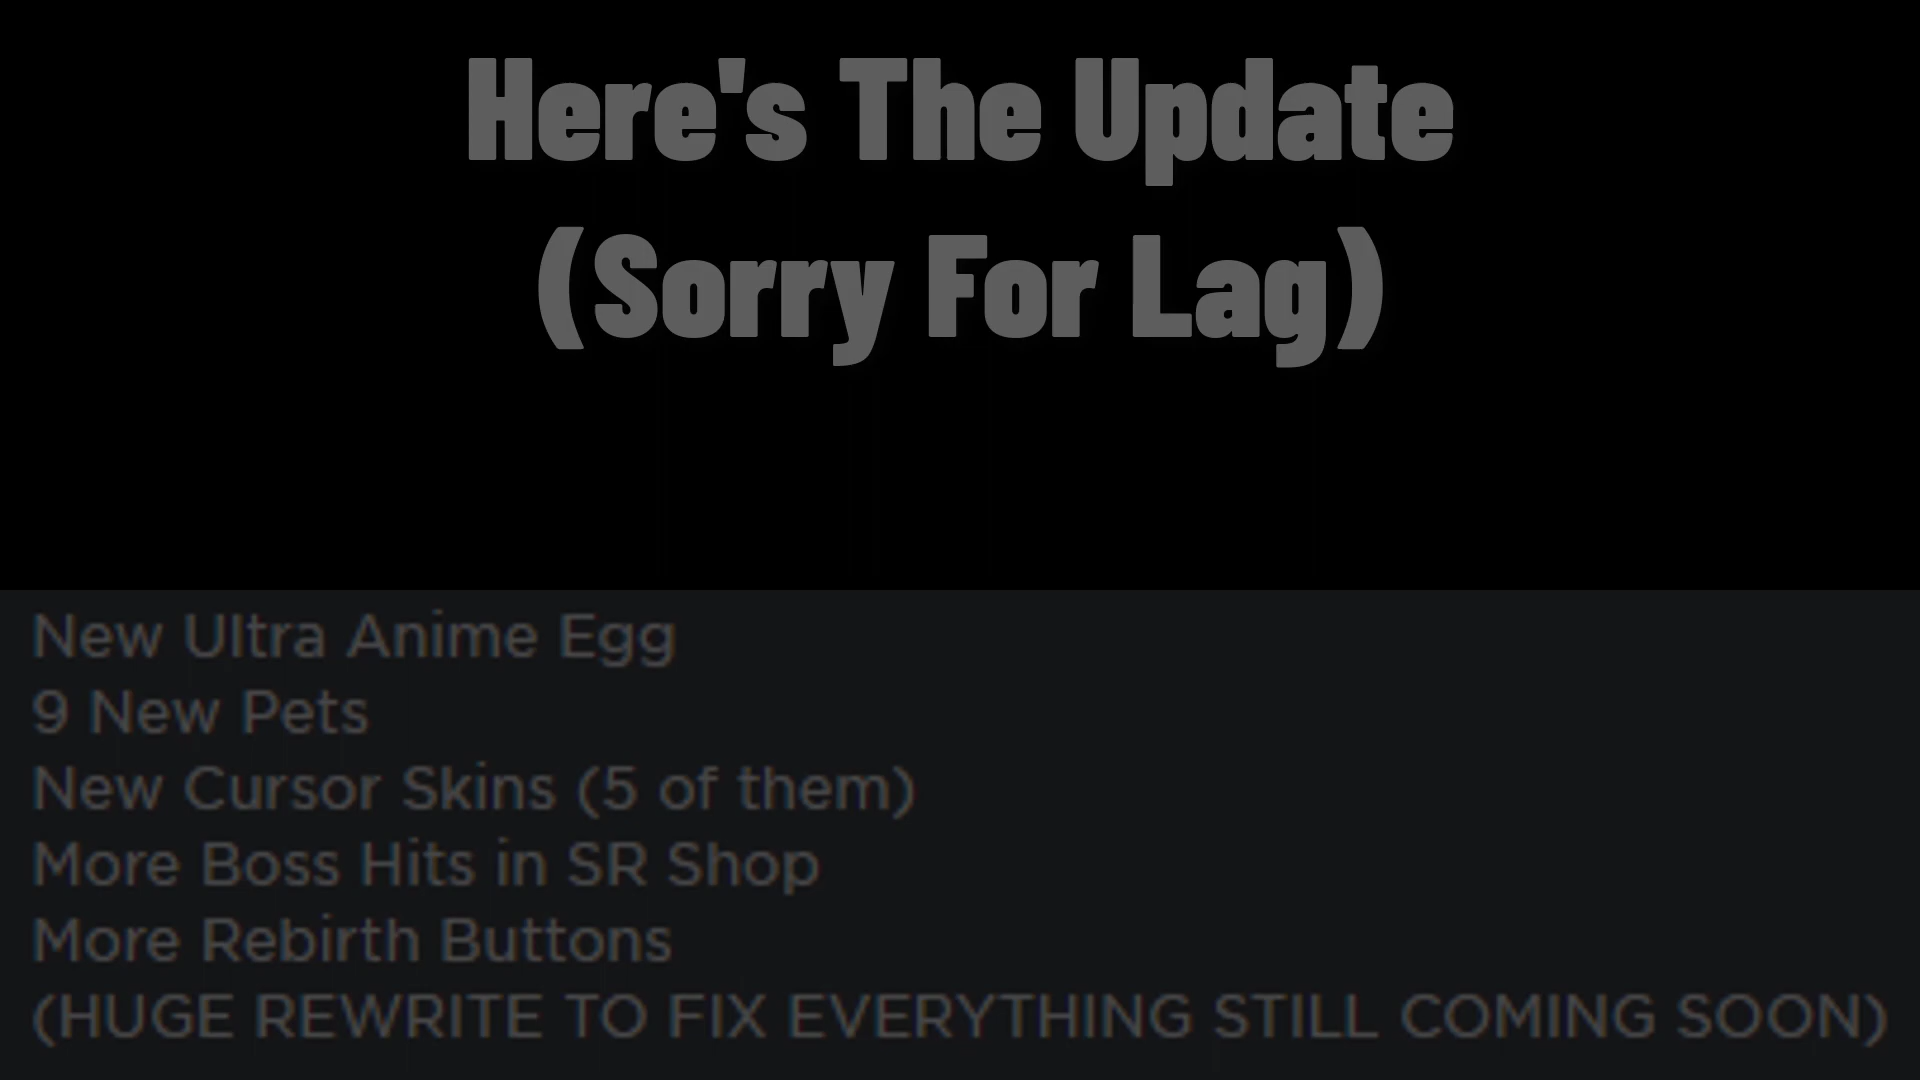 Here's The Update
(Sorry For Lag)
New Ultra Anime Egg
9 New Pets
New Cursor Skins (5 of them)
More Boss Hits in SR Shop
More Rebirth Buttons
(HUGE REWRITE TO FIX EVERYTHING STILL COMING SOON)